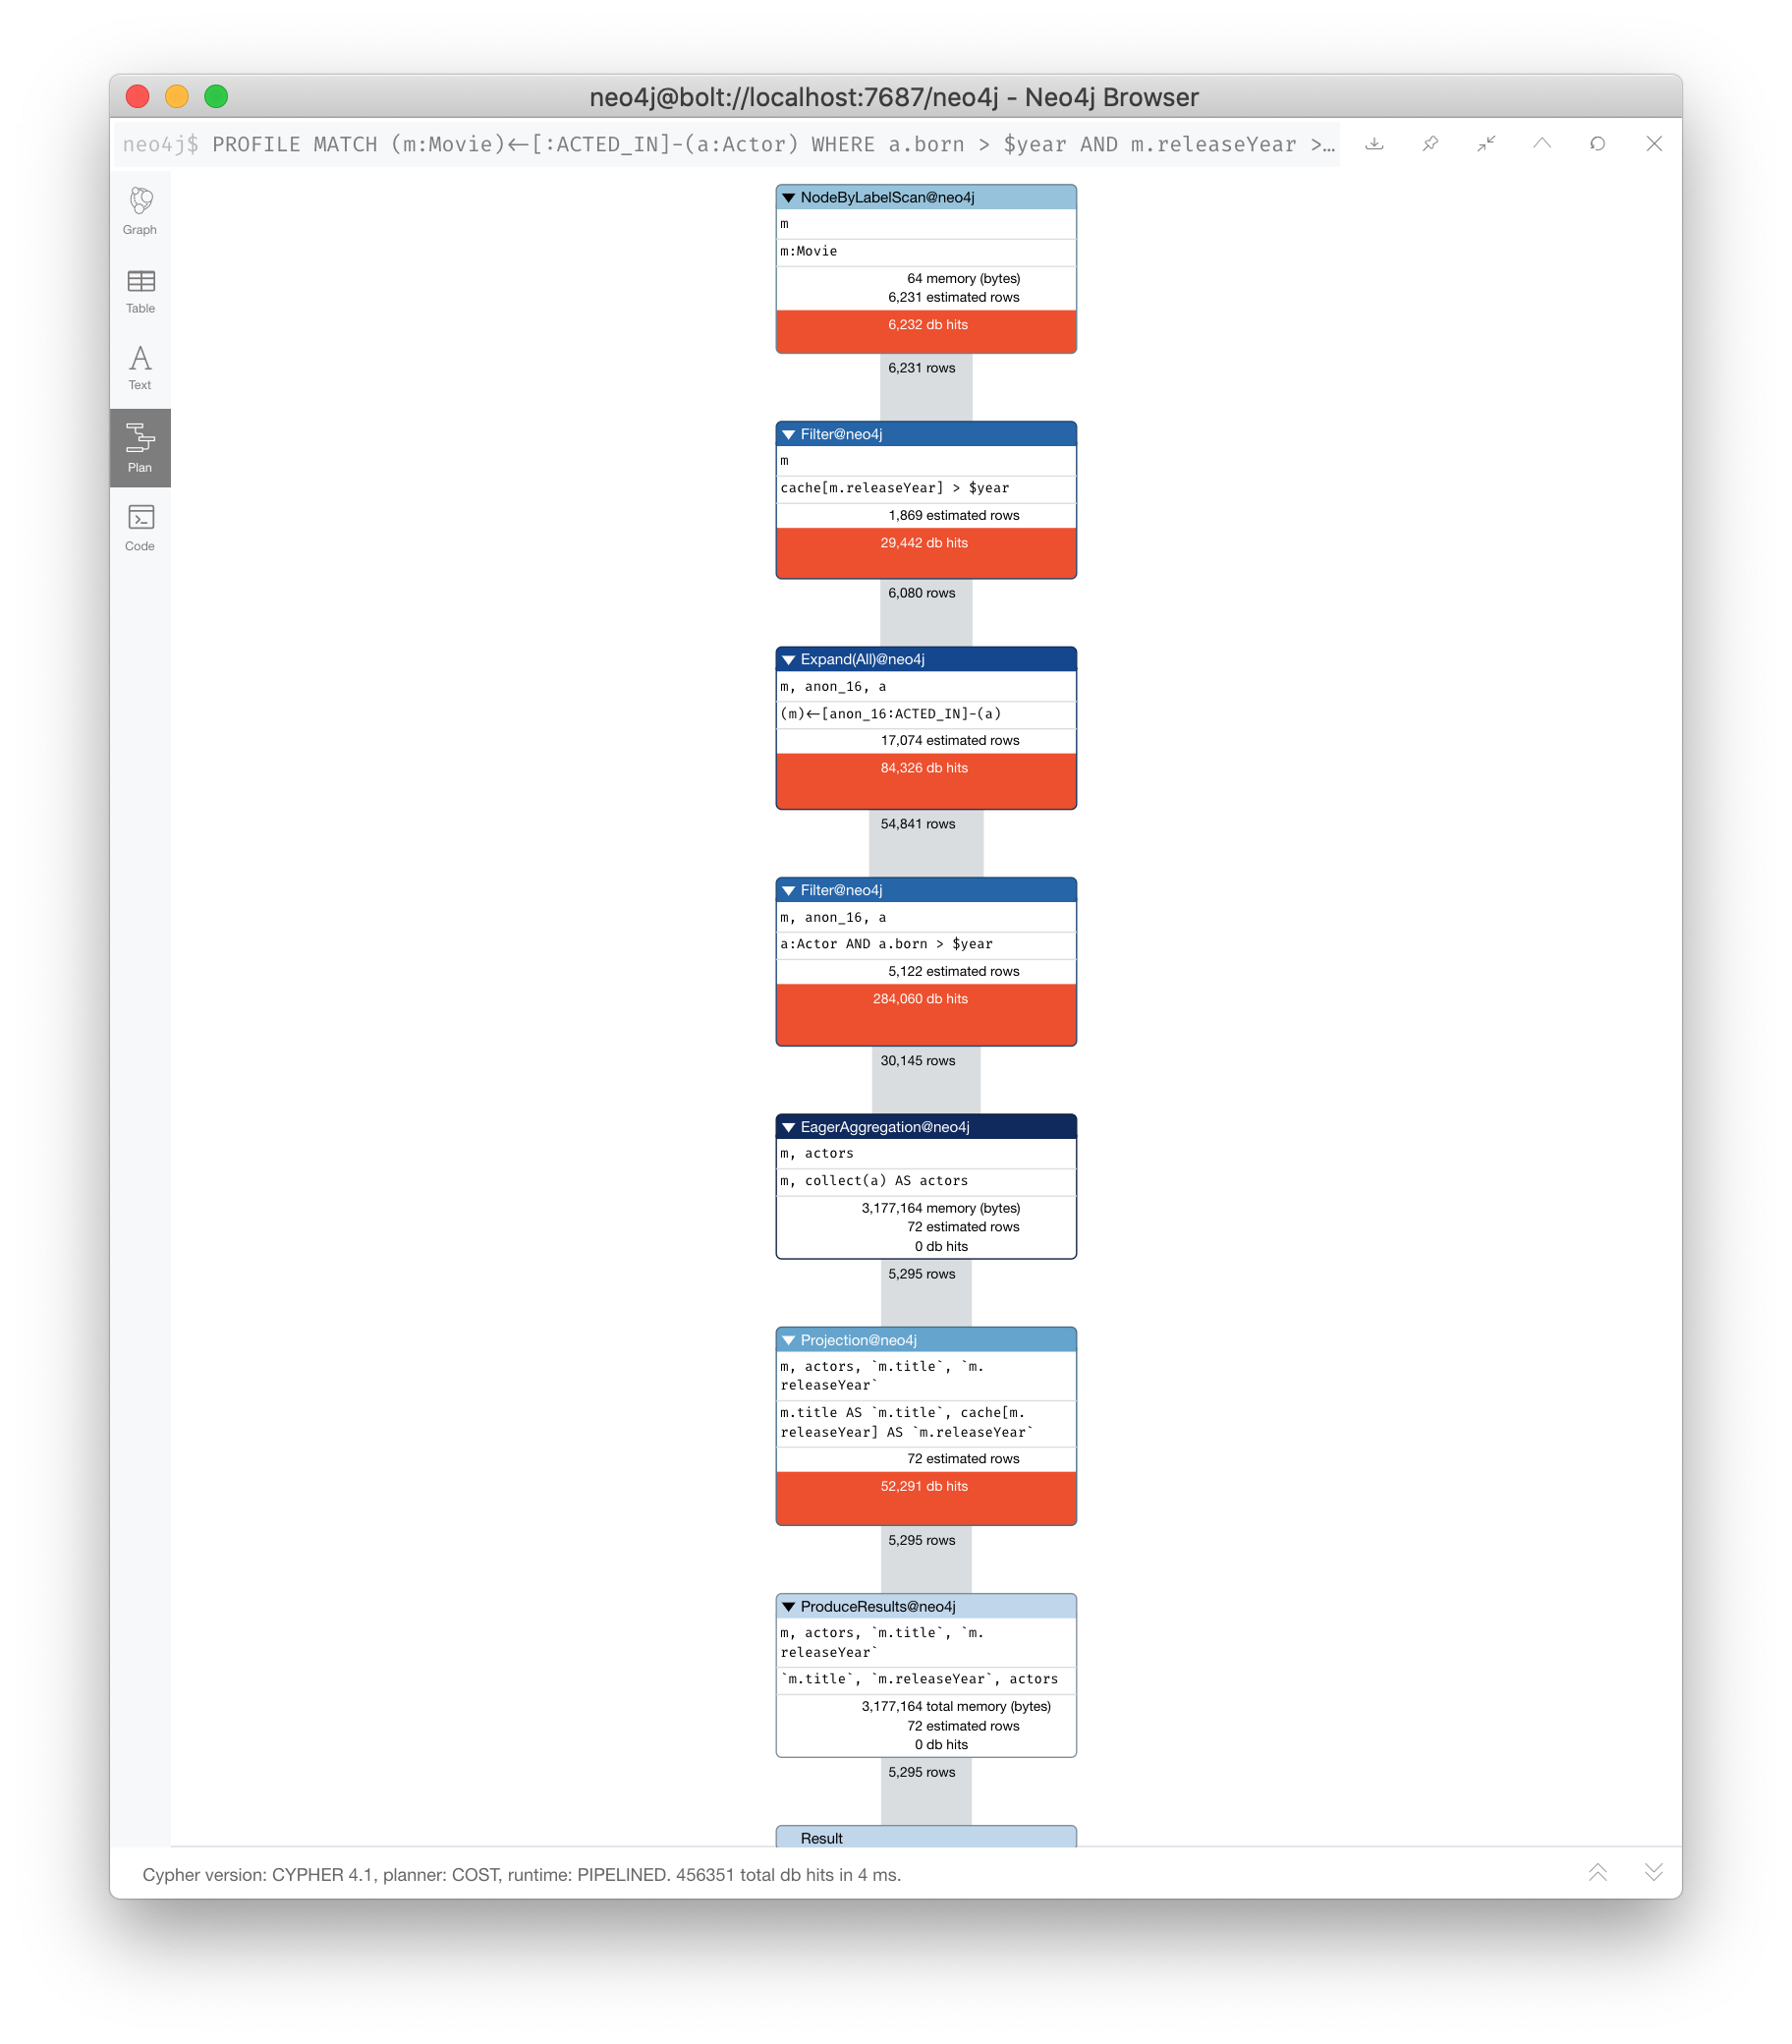 neo4j@bolt://localhost:7687/neo4j - Neo4j Browser
neo4j$ PROFILE MATCH (m:Movie)<-[:ACTED_IN]-(a:Actor) WHERE a.born > $year AND m.releaseYear >…
Graph
Table
Text
Plan
Code
NodeByLabelScan@neo4j
m
m:Movie
64 memory (bytes)
6,231 estimated rows
6,232 db hits
6,231 rows
Filter@neo4j
m
cache[m.releaseYear] > $year
1,869 estimated rows
29,442 db hits
6,080 rows
Expand(All)@neo4j
m, anon_16, a
(m)<-[anon_16:ACTED_IN]-(a)
17,074 estimated rows
84,326 db hits
54,841 rows
Filter@neo4j
m, anon_16, a
a:Actor AND a.born > $year
5,122 estimated rows
284,060 db hits
30,145 rows
EagerAggregation@neo4j
m, actors
m, collect(a) AS actors
3,177,164 memory (bytes)
72 estimated rows
0 db hits
5,295 rows
Projection@neo4j
m, actors, `m.title`, `m.
releaseYear`
m.title AS `m.title`, cache[m.
releaseYear] AS `m.releaseYear`
72 estimated rows
52,291 db hits
5,295 rows
ProduceResults@neo4j
m, actors, `m.title`, `m.
releaseYear`
`m.title`, `m.releaseYear`, actors
3,177,164 total memory (bytes)
72 estimated rows
0 db hits
5,295 rows
Result
Cypher version: CYPHER 4.1, planner: COST, runtime: PIPELINED. 456351 total db hits in 4 ms.